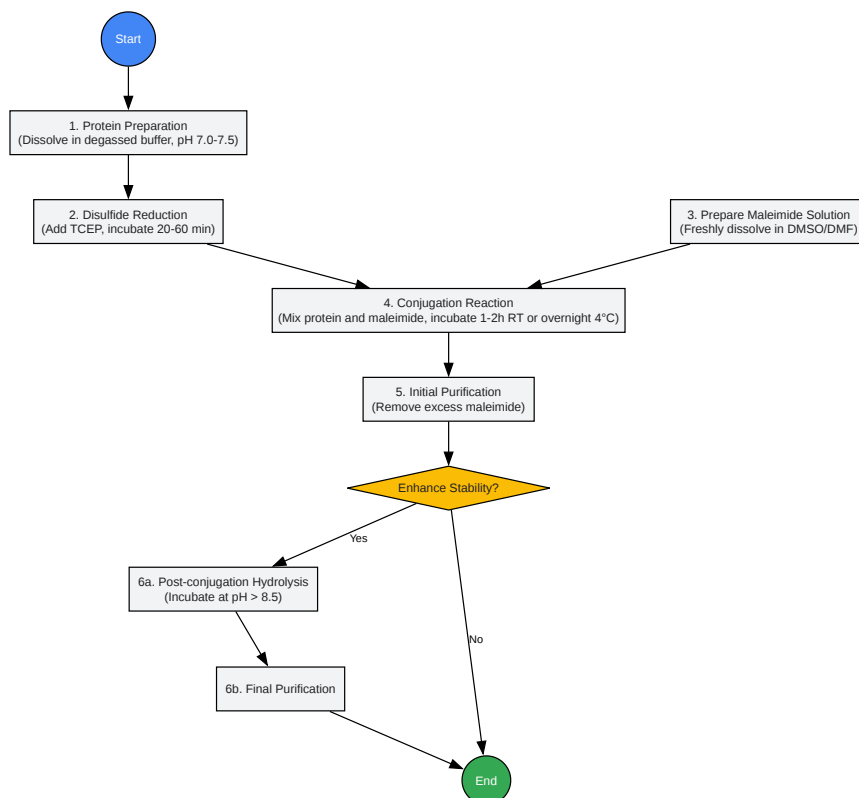 Start
1. Protein Preparation
(Dissolve in degassed buffer, pH 7.0-7.5)
2. Disulfide Reduction
(Add TCEP, incubate 20-60 min)
3. Prepare Maleimide Solution
(Freshly dissolve in DMSO/DMF)
4. Conjugation Reaction
(Mix protein and maleimide, incubate 1-2h RT or overnight 4°C)
5. Initial Purification
(Remove excess maleimide)
Enhance Stability?
Yes
6a. Post-conjugation Hydrolysis
(Incubate at pH > 8.5)
No
6b. Final Purification
End